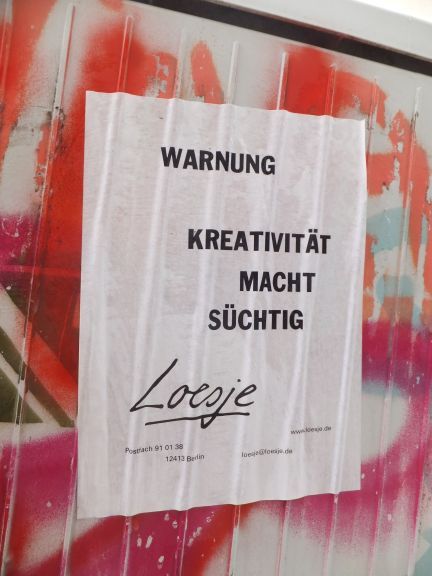 WARNUNG
KREATIVITÄT
MACHT
SÜCHTIG
Loesje
www.loesje.de
Postfach 91 01 38
12413 Berlin
loesje@loesje.de